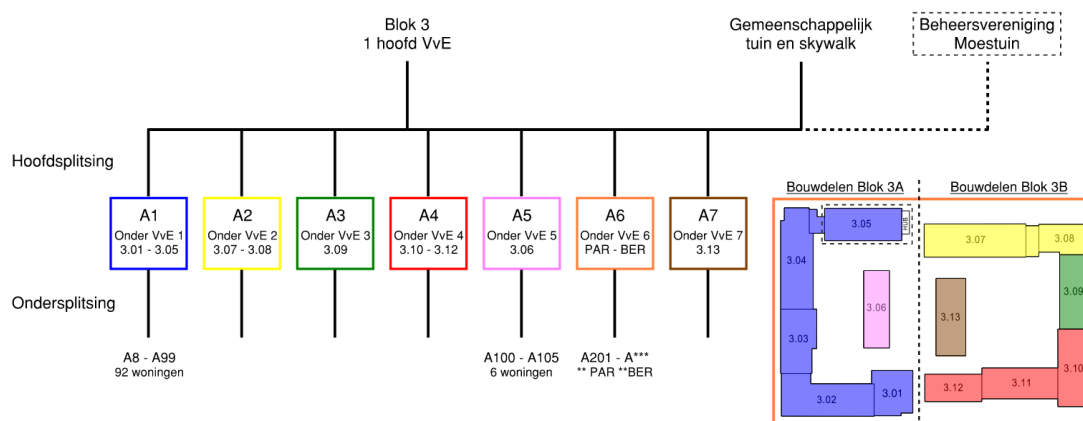 Blok 3
1 hoofd VvE
Gemeenschappelijk
tuin en skywalk
Beheersvereniging
Moestuin
Hoofdsplitsing
A1
Onder VvE 1
3.01 - 3.05
A2
Onder VvE 2
3.07 - 3.08
A3
Onder VvE 3
3.09
A4
Onder VvE 4
3.10 - 3.12
A5
Onder VvE 5
3.06
A6
Onder VvE 6
PAR - BER
A7
Onder VvE 7
3.13
Ondersplitsing
A8 - A99
92 woningen
A100 - A105
6 woningen
A201 - A***
** PAR **BER
Bouwdelen Blok 3A
Bouwdelen Blok 3B
3.05
HUB
3.04
3.03
3.02
3.01
3.06
3.07
3.08
3.09
3.13
3.10
3.11
3.12